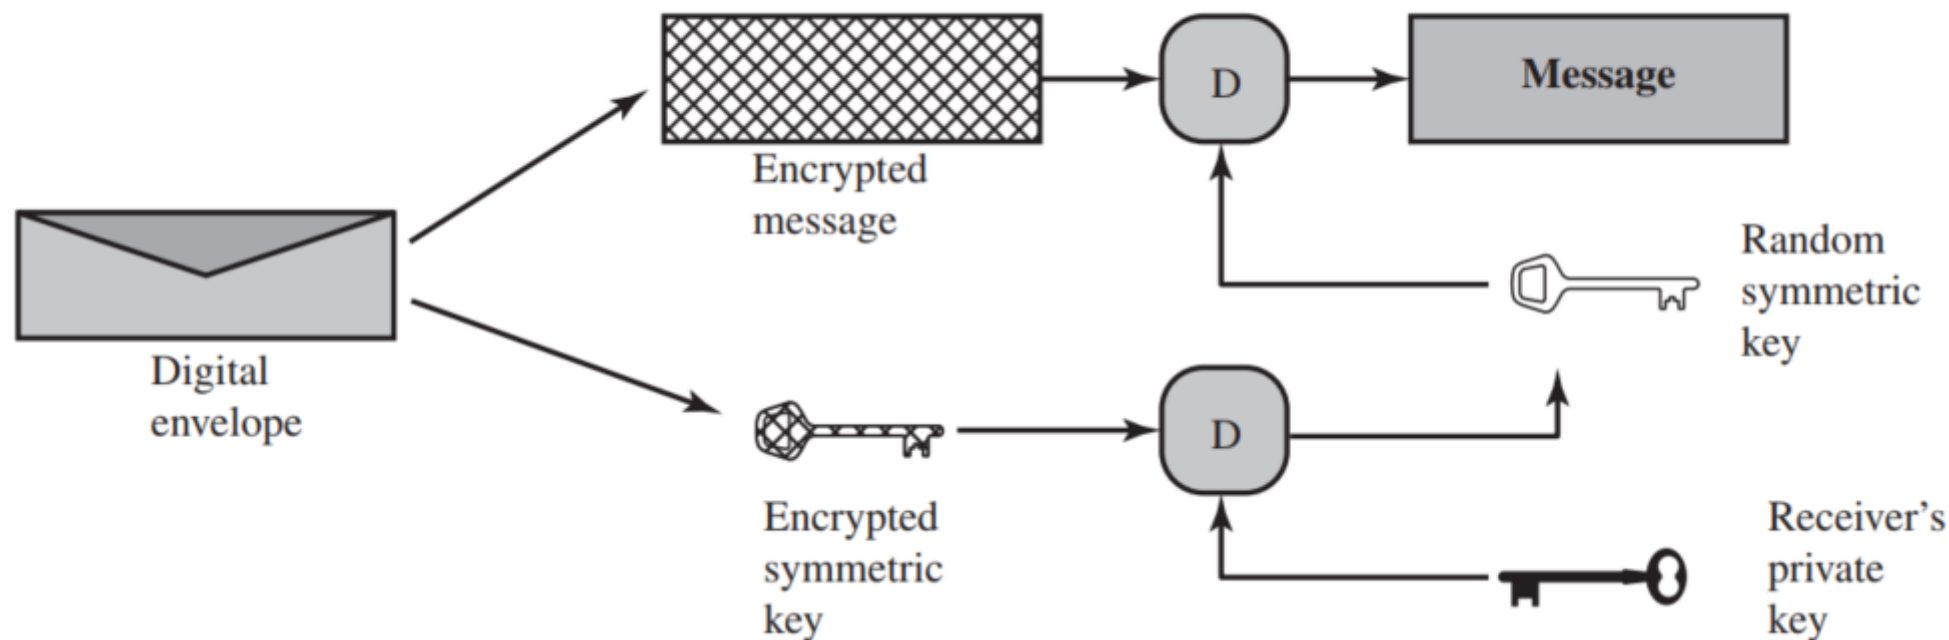 D
Message
Encrypted
message
Random
symmetric
key
Digital
envelope
D
Encrypted
symmetric
key
Receiver's
private
key